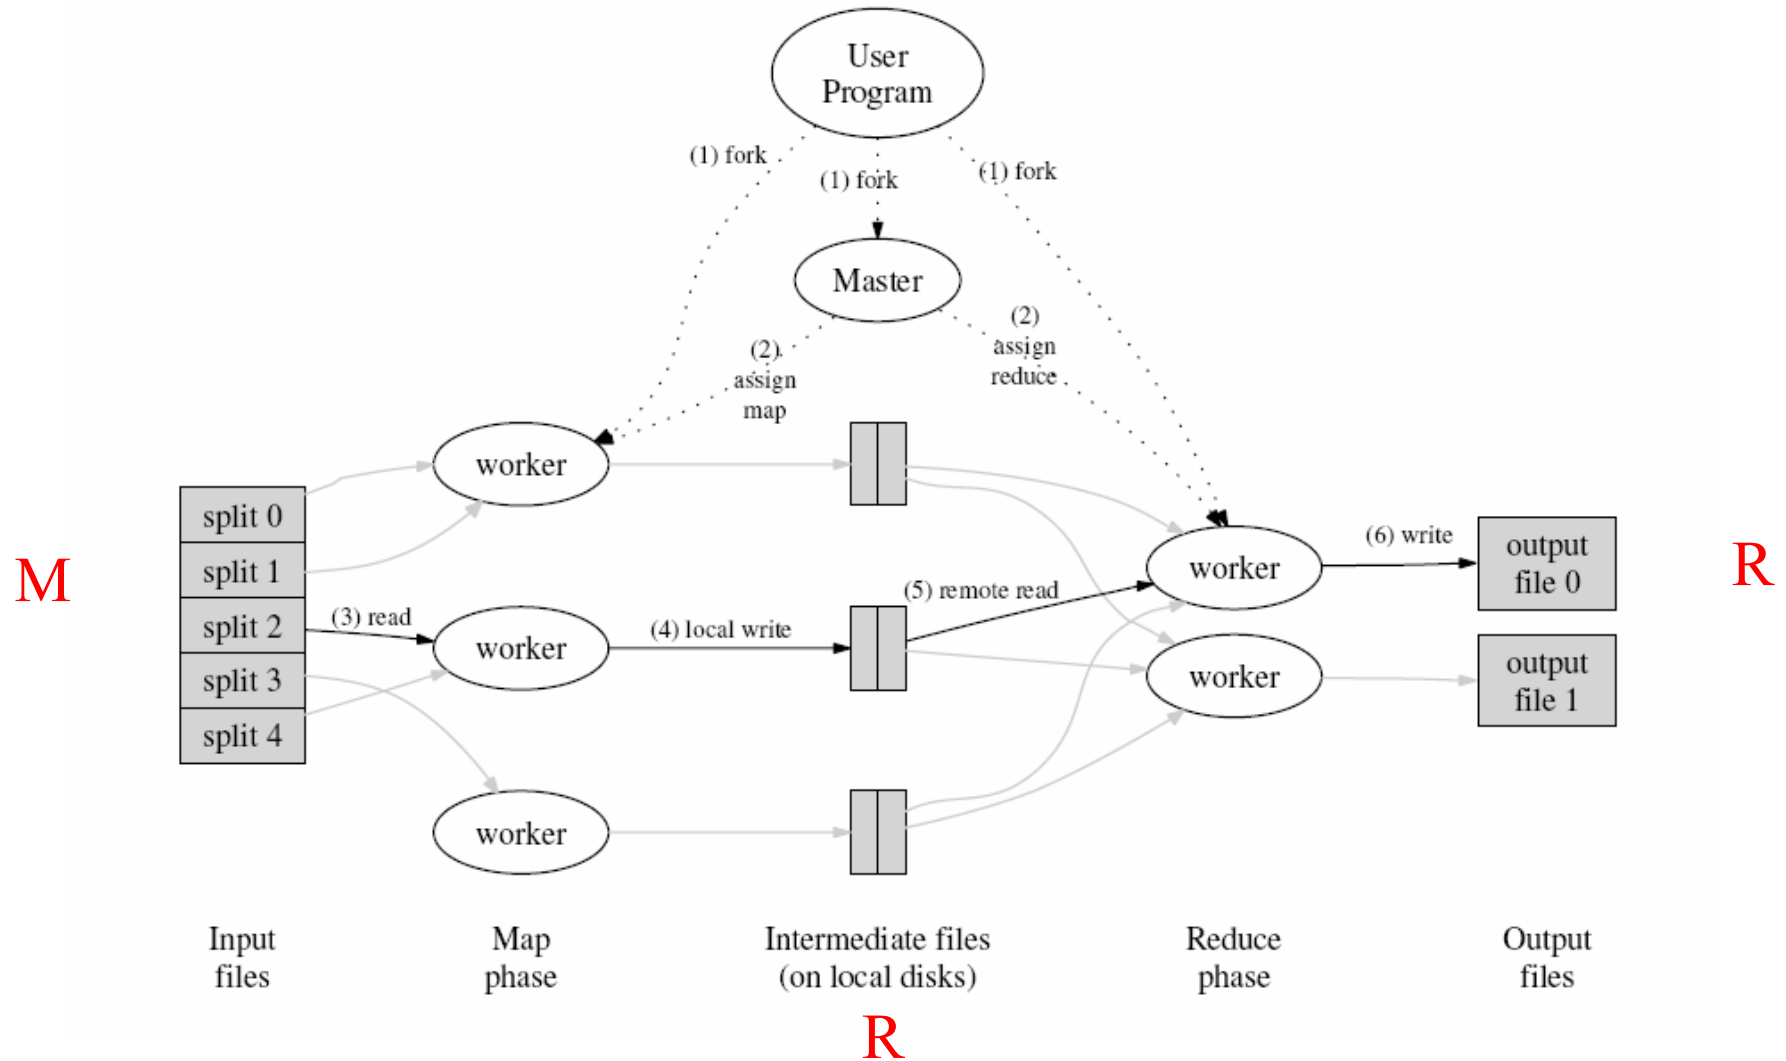 User
Program
(1) fork
(1) fork
(1) fork
Master
(2)
assign
map
(2)
assign
reduce
split 0
split 1
split 2
split 3
split 4
(3) read
worker
worker
worker
(4) local write
(5) remote read
worker
worker
(6) write
output
file 0
output
file 1
M
R
Input
files
Map
phase
Intermediate files
(on local disks)
Reduce
phase
Output
files
R